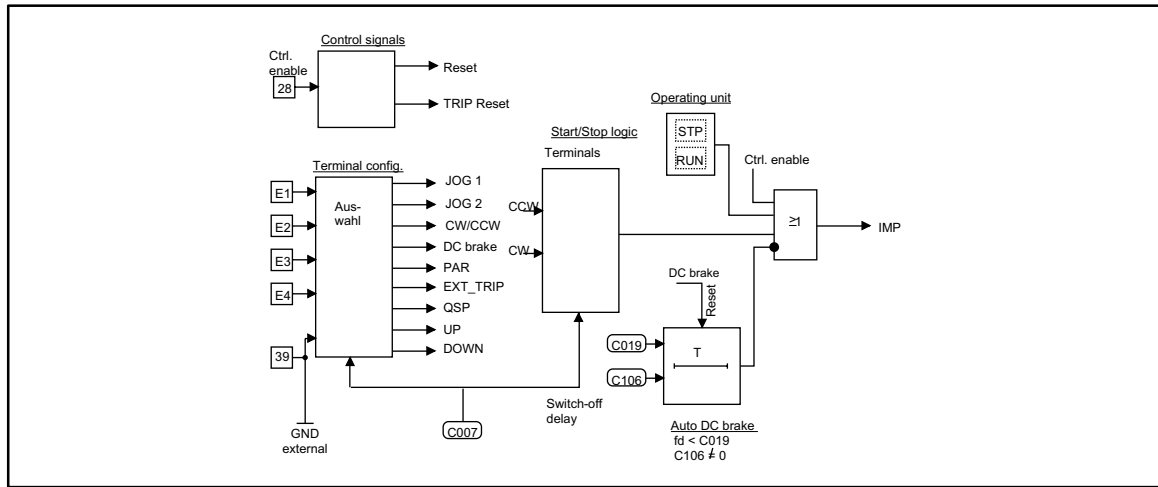 Control signals
Ctrl.
enable
28
Reset
TRIP Reset
Terminal config.
E1
E2
E3
E4
39
Aus-
wahl
JOG 1
JOG 2
CW/CCW
DC brake
PAR
EXT_TRIP
QSP
UP
DOWN
GND
external
C007
Start/Stop logic
Terminals
CCW
CW
Switch-off
delay
Operating unit
STP
RUN
Ctrl. enable
≥1
IMP
DC brake
Reset
C019
C106
T
Auto DC brake
fd < C019
C106 ≠ 0